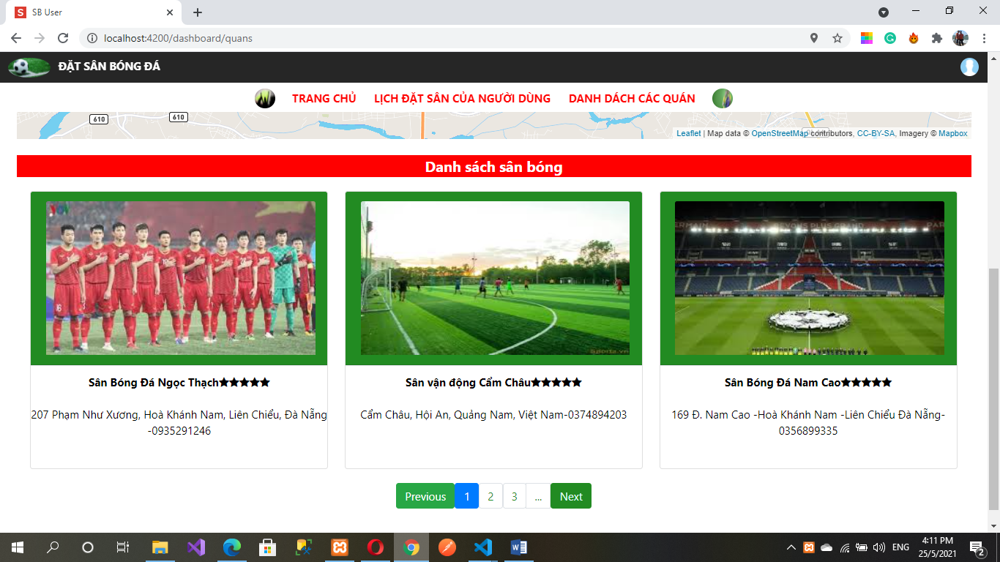 SB User
localhost:4200/dashboard/quans
ĐẶT SÂN BÓNG ĐÁ
TRANG CHỦ
LỊCH ĐẶT SÂN CỦA NGƯỜI DÙNG
DANH DÁCH CÁC QUÁN
610
610
Leaflet | Map data © OpenStreetMap contributors, CC-BY-SA, Imagery © Mapbox
Danh sách sân bóng
Sân Bóng Đá Ngọc Thạch★★★★★
207 Phạm Như Xương, Hoà Khánh Nam, Liên Chiểu, Đà Nẵng
-0935291246
Sports.vn
Sân vận động Cẩm Châu★★★★★
Cẩm Châu, Hội An, Quảng Nam, Việt Nam-0374894203
Sân Bóng Đá Nam Cao★★★★★
169 Đ. Nam Cao -Hoà Khánh Nam -Liên Chiểu Đà Nẵng-
0356899335
Previous 1 2 3 ... Next
ENG
4:11 PM
25/5/2021
2